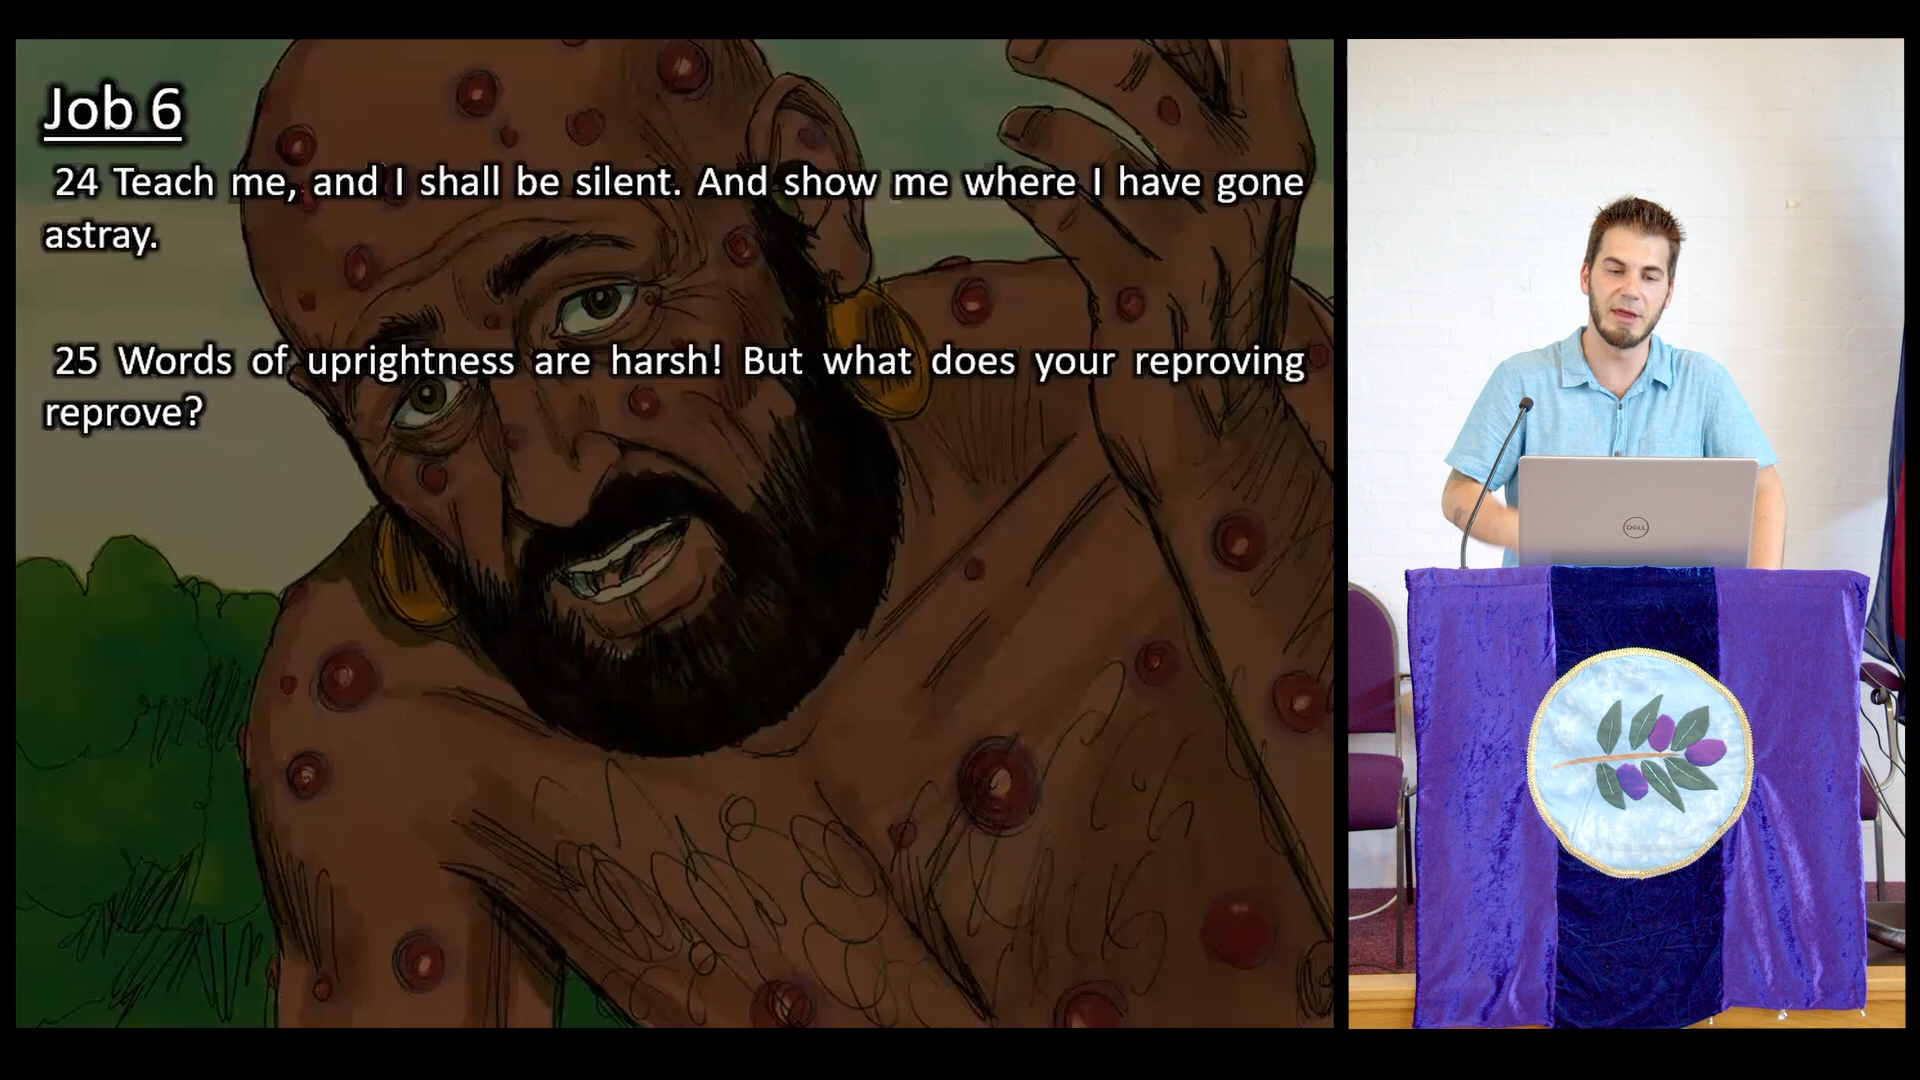 Job 6
24 Teach me, and I shall be silent. And show me where I have gone
astray.
25 Words of uprightness are harsh! But what does your reproving
reprove?
DELL